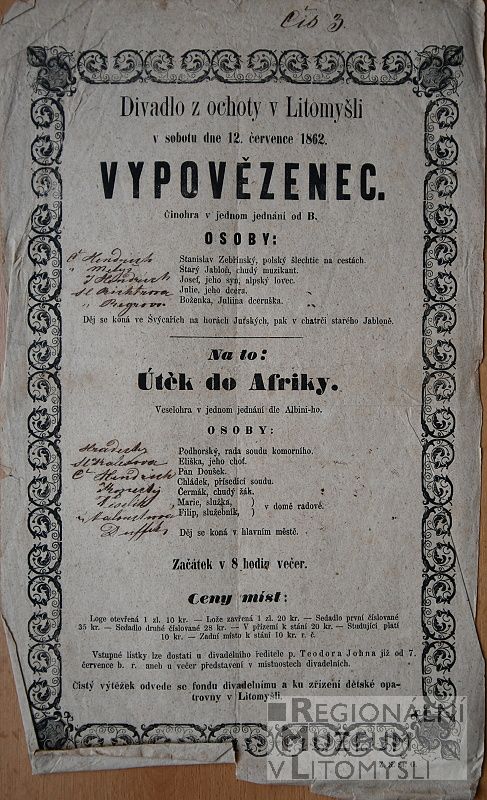 Čís 3.
Divadlo z ochoty v Litomyšli
v sobotu dne 12. července 1862.
VYPOVĚZENEC.
Činohra v jednom jednání od B.
OSOBY:
Stanislav Zebřinský, polský šlechtic na cestách.
Starý Jabloň, chudý muzikant.
Josef, jeho syn, alpský lovec.
Julie, jeho dcera.
Boženka, Juliina dceruška.
Děj se koná ve Švýcařích na horách Jurských, pak v chatrči starého Jabloně.
Na to:
Útěk do Afriky.
Veselohra v jednom jednání dle Albini-ho.
OSOBY:
Podhorský, rada soudu komorního.
Eliška, jeho choť.
Pan Doušek.
Chládek, přísedící soudu.
Čermák, chudý žák.
Marie, služka,
Filip, služebník,
v domě radově.
Děj se koná v hlavním městě.
Začátek v 8 hodin večer.
Ceny míst:
Lože otevřená 1 zl. 10 kr. — Lože zavřená 1 zl. 20 kr. — Sedadlo první číslované
35 kr. — Sedadlo druhé číslované 28 kr. — V přízemí k stání 20 kr. — Studující platí
10 kr. — Zadní místo k stání 10 kr. r. č.
Vstupné lístky lze dostati u divadelního ředitele p. Teodora Johna již od 7.
července b. r. aneb u večer představení v místnostech divadelních.
Čistý výtěžek odvede se fondu divadelnímu a ku zřízení dětské opa-
trovny v Litomyšli.
REGIONÁLNÍ
MUZEUM
V LITOMYŠLI